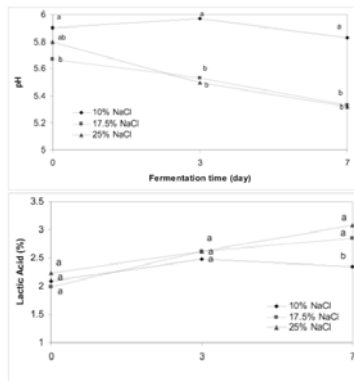 6
5.8
5.6
5.4
5.2
5
pH
a
ab
b
a
b
b
a
b
b
10% NaCl
17.5% NaCl
25% NaCl
0
3
7
Fermentation time (day)
3.5
3
2.5
2
1.5
1
Lactic Acid (%)
a
a
a
a
a
a
a
a
b
10% NaCl
17.5% NaCl
25% NaCl
0
3
7